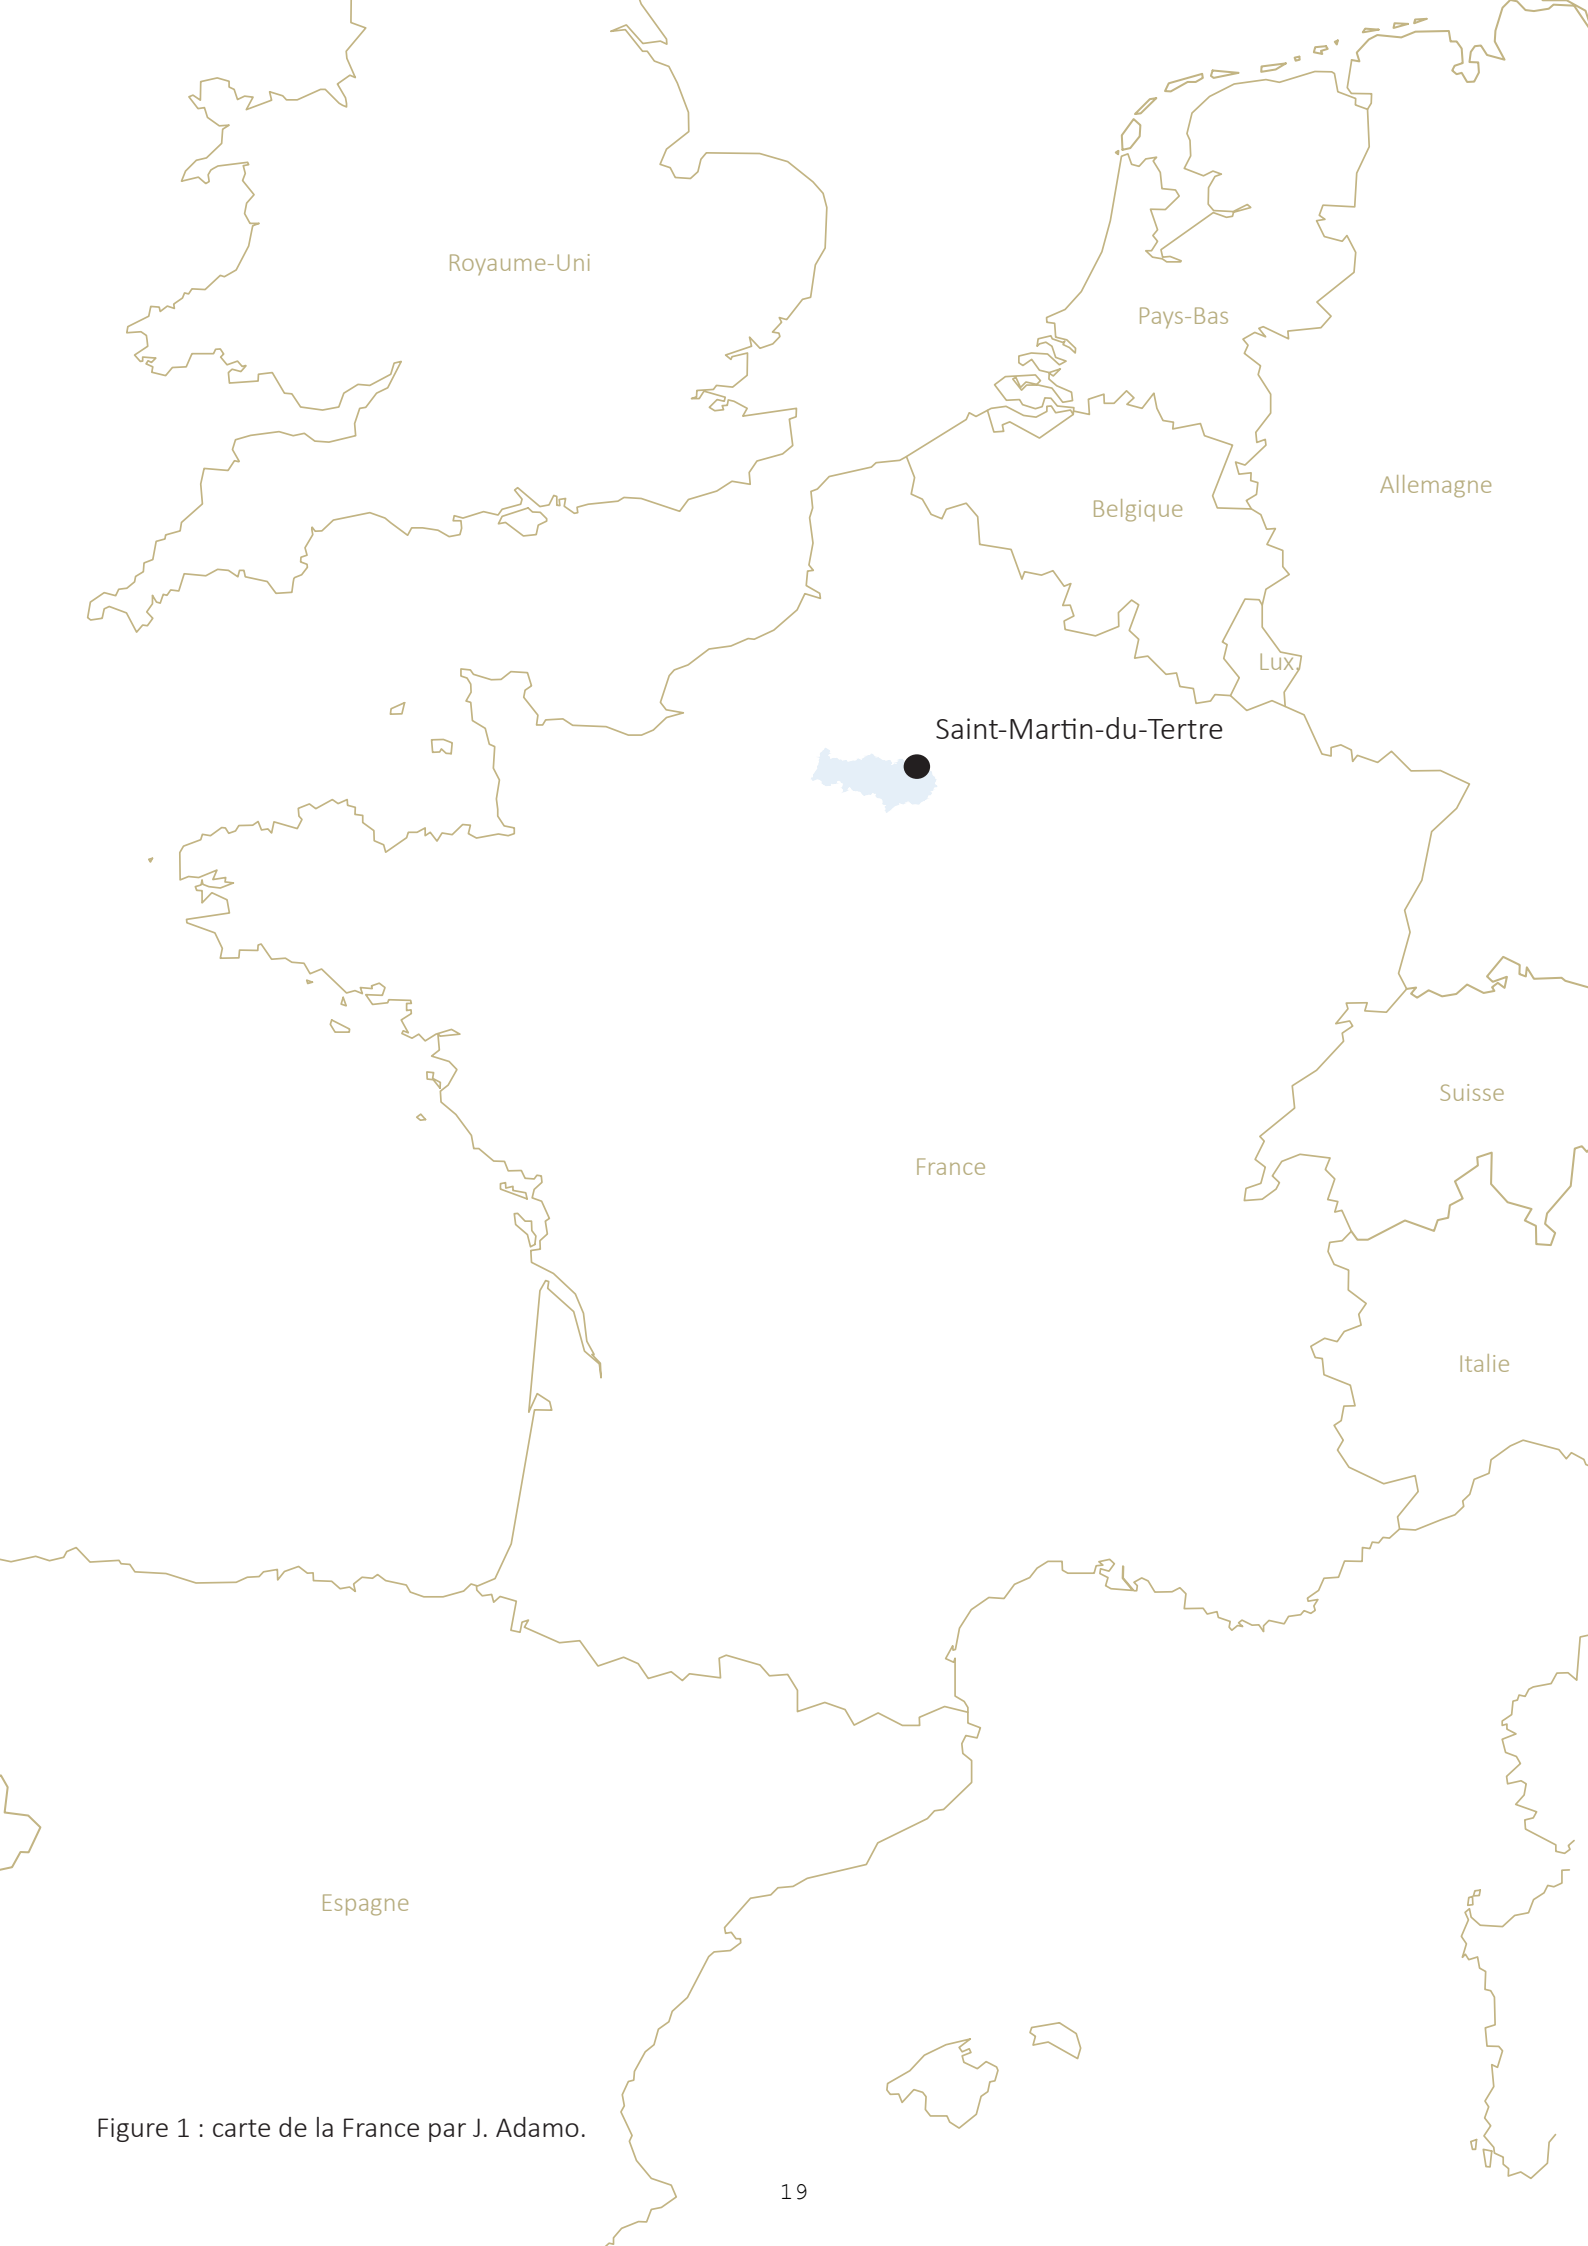 Royaume-Uni
Pays-Bas
Allemagne
Belgique
Lux.
Saint-Martin-du-Tertre
Suisse
France
Italie
Espagne
Figure 1 : carte de la France par J. Adamo.
19